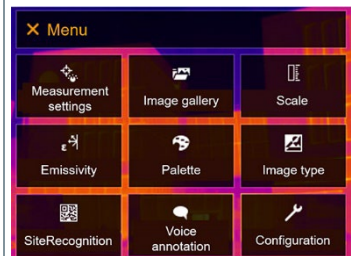 Menu
Measurement
settings
Image gallery
Scale
ε
Emissivity
Palette
Image type
SiteRecognition
Voice
annotation
Configuration